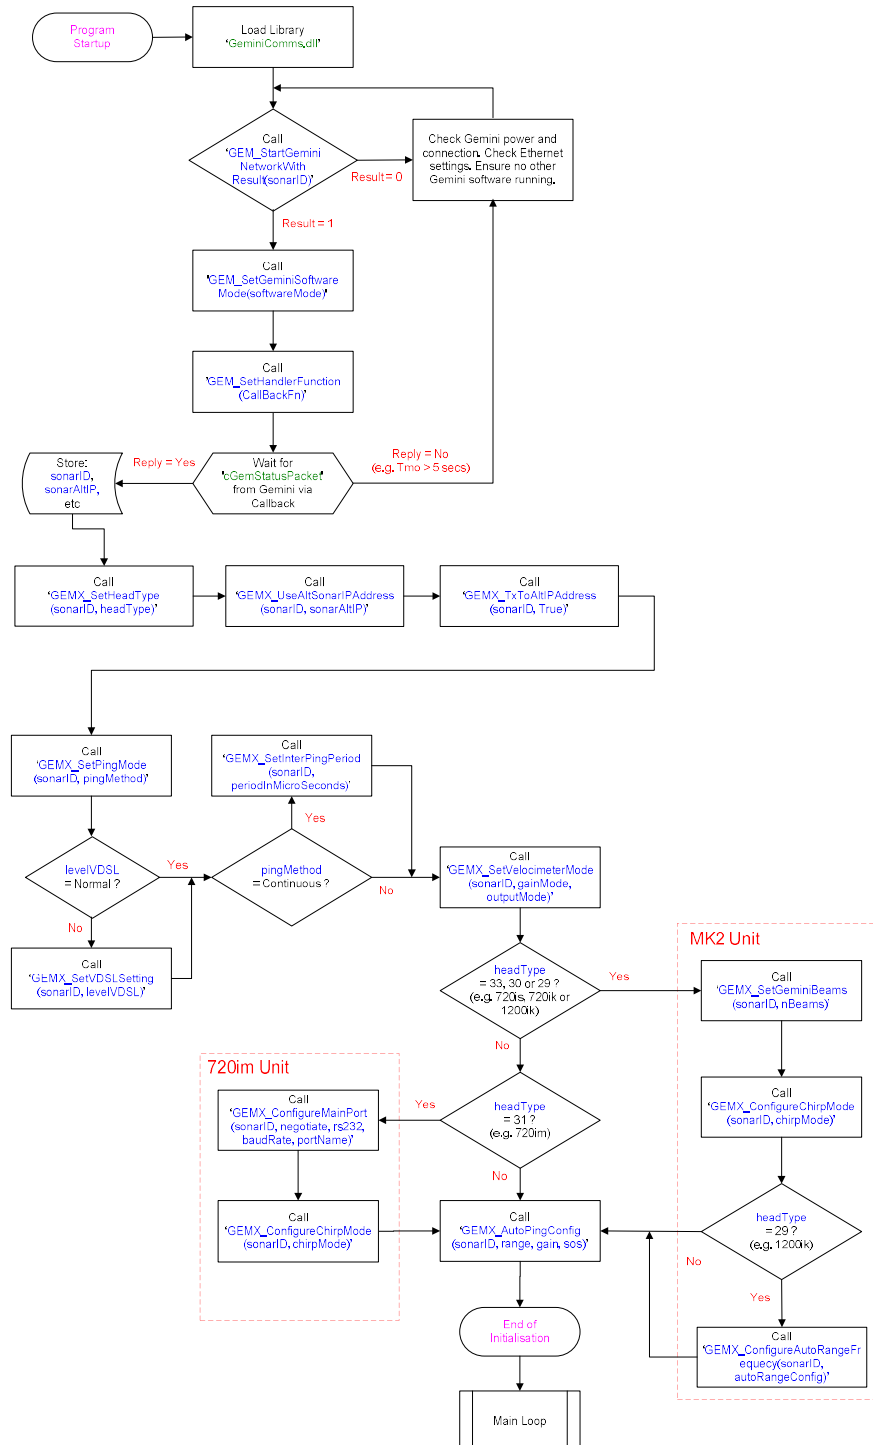 Program
Startup
Load Library
‘GeminiComms.dll’
Call
‘GEM_StartGemini
NetworkWith
Result(sonarID)’
Result = 0
Check Gemini power and
connection. Check Ethernet
settings. Ensure no other
Gemini software running.
Result = 1
Call
‘GEM_SetGeminiSoftware
Mode(softwareMode)’
Call
‘GEM_SetHandlerFunction
(CallBackFn)’
Store:
sonarID,
sonarAltIP,
etc
Reply = Yes
Wait for
‘cGemStatusPacket’
from Gemini via
Callback
Reply = No
(e.g. Tmo > 5 secs)
Call
‘GEMX_SetHeadType
(sonarID, headType)’
Call
‘GEMX_UseAltSonarIPAddress
(sonarID, sonarAltIP)’
Call
‘GEMX_TxToAltIPAddress
(sonarID, True)’
Call
‘GEMX_SetPingMode
(sonarID, pingMethod)’
Call
‘GEMX_SetInterPingPeriod
(sonarID,
periodInMicroSeconds)’
Yes
levelVDSL
= Normal ?
Yes
No
pingMethod
= Continuous ?
No
Call
‘GEMX_SetVelocimeterMode
(sonarID, gainMode,
outputMode)’
Call
‘GEMX_SetVDSLSetting
(sonarID, levelVDSL)’
MK2 Unit
headType
= 33, 30 or 29 ?
(e.g. 720is, 720ik or
1200ik)
Yes
No
Call
‘GEMX_SetGeminiBeams
(sonarID, nBeams)’
720im Unit
Call
‘GEMX_ConfigureMainPort
(sonarID, negotiate, rs232,
baudRate, portName)’
Yes
headType
= 31 ?
(e.g. 720im)
No
Call
‘GEMX_ConfigureChirpMode
(sonarID, chirpMode)’
Call
‘GEMX_ConfigureChirpMode
(sonarID, chirpMode)’
Call
‘GEMX_AutoPingConfig
(sonarID, range, gain, sos)’
headType
= 29 ?
(e.g. 1200ik)
No
Yes
End of
Initialisation
Call
‘GEMX_ConfigureAutoRangeFr
equecy(sonarID,
autoRangeConfig)’
Main Loop